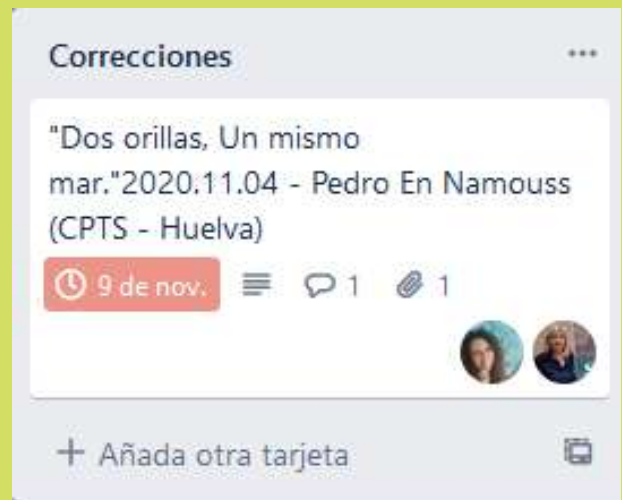 Correcciones
"Dos orillas, Un mismo
mar."2020.11.04 - Pedro En Namouss
(CPTS - Huelva)
9 de nov. 1 1
+ Añada otra tarjeta